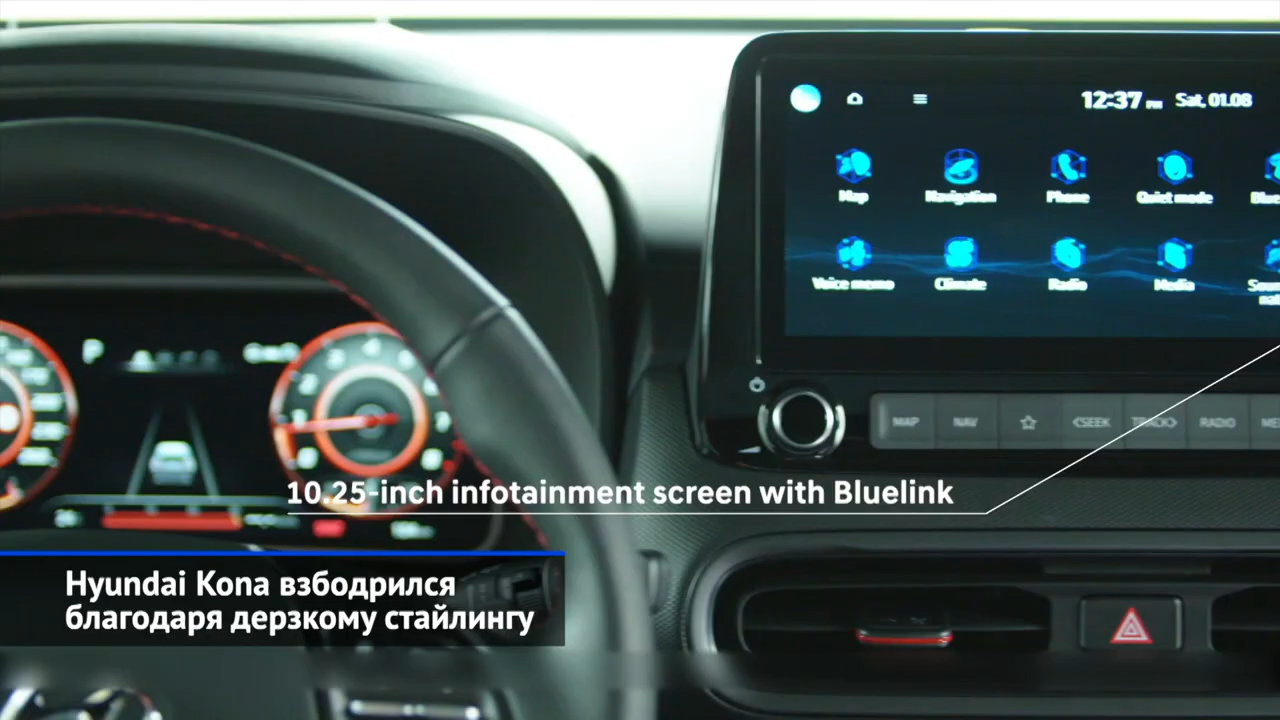 12:37 PM Sat, 01.08
Map Navigation Phone Quiet mode
Voice memo Climate Radio Media
MAP NAV <SEEK TRACK> RADIO
P
10.25-inch infotainment screen with Bluelink
Hyundai Kona взбодрился
благодаря дерзкому стайлингу